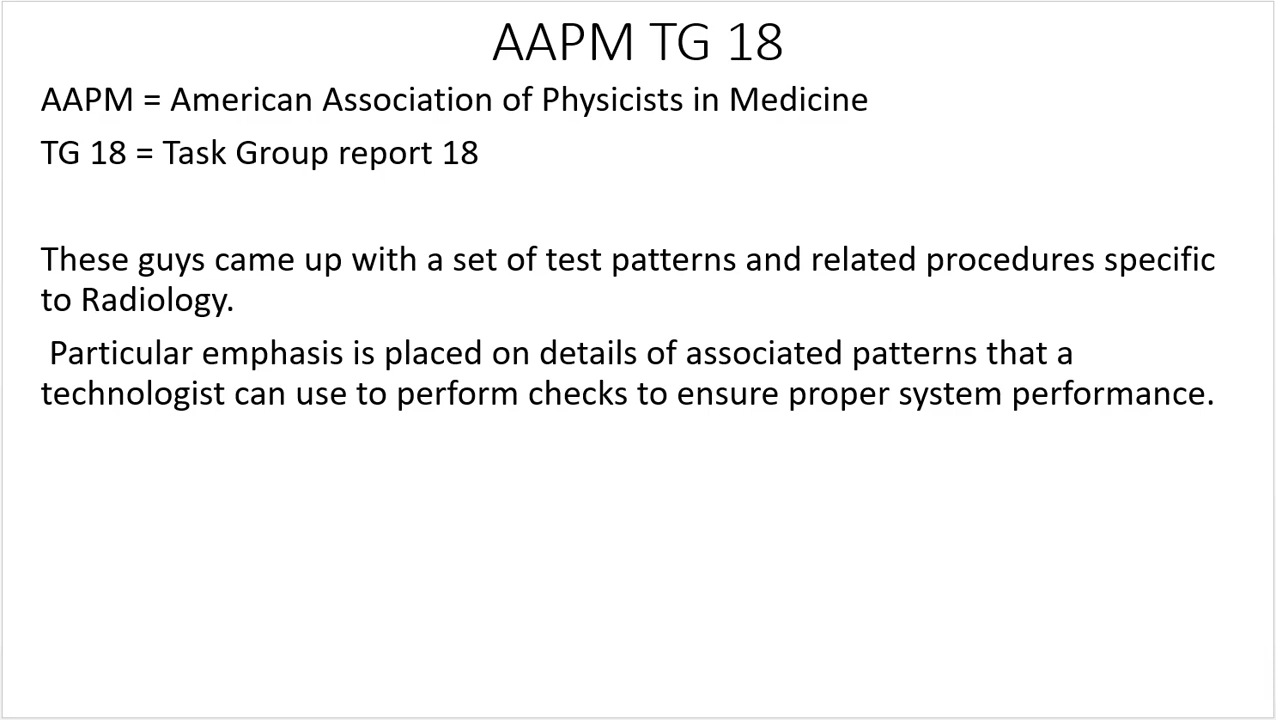 AAPM TG 18
AAPM = American Association of Physicists in Medicine
TG 18 = Task Group report 18
These guys came up with a set of test patterns and related procedures specific
to Radiology.
Particular emphasis is placed on details of associated patterns that a
technologist can use to perform checks to ensure proper system performance.